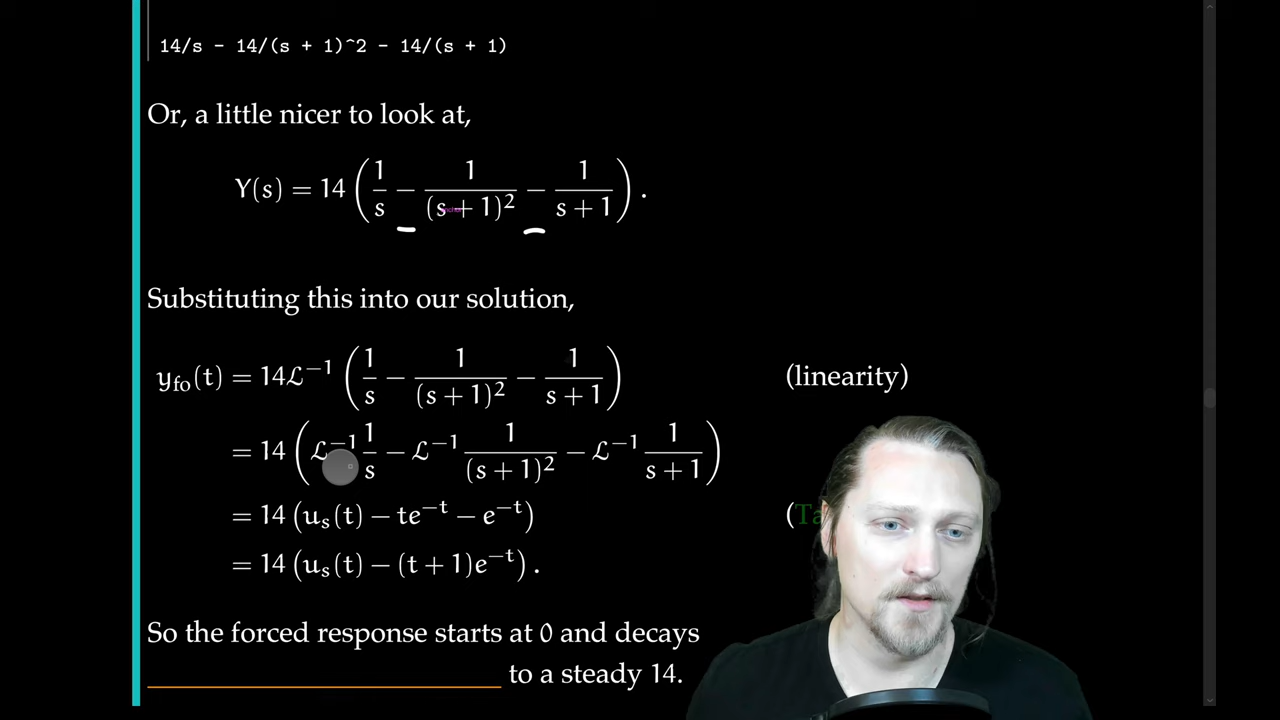 14/s - 14/(s + 1)^2 - 14/(s + 1)
Or, a little nicer to look at,
Y(s) = 14 ( 1/s − 1/(s + 1)² − 1/(s + 1) ) .
Substituting this into our solution,
y_fo(t) = 14ℒ⁻¹ ( 1/s − 1/(s + 1)² − 1/(s + 1) ) (linearity)
= 14 ( ℒ⁻¹ 1/s − ℒ⁻¹ 1/(s + 1)² − ℒ⁻¹ 1/(s + 1) )
= 14 (u_s(t) − te⁻ᵗ − e⁻ᵗ) (Ta
= 14 (u_s(t) − (t + 1)e⁻ᵗ) .
So the forced response starts at 0 and decays
to a steady 14.